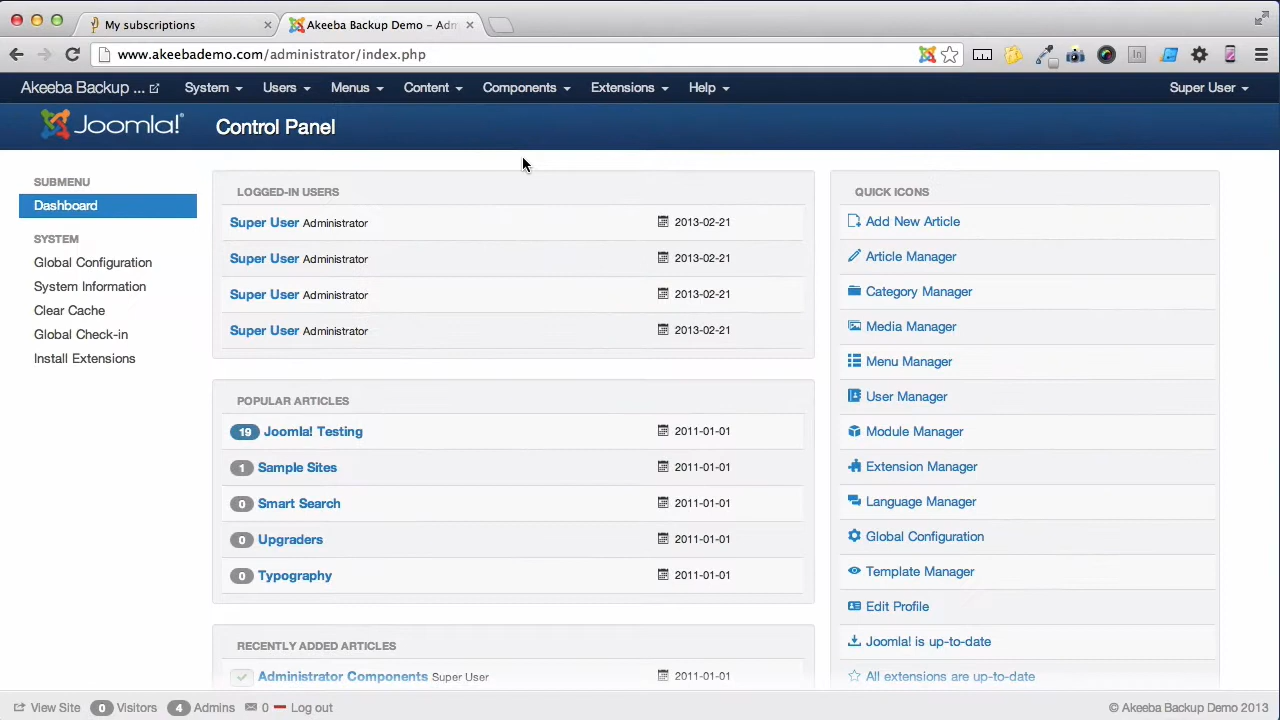 My subscriptions
Akeeba Backup Demo – Adm
www.akeebademo.com/administrator/index.php
Akeeba Backup ...
System
Users
Menus
Content
Components
Extensions
Help
Super User
Joomla!
Control Panel
SUBMENU
Dashboard
SYSTEM
Global Configuration
System Information
Clear Cache
Global Check-in
Install Extensions
LOGGED-IN USERS
Super User Administrator 2013-02-21
Super User Administrator 2013-02-21
Super User Administrator 2013-02-21
Super User Administrator 2013-02-21
POPULAR ARTICLES
19 Joomla! Testing 2011-01-01
1 Sample Sites 2011-01-01
0 Smart Search 2011-01-01
0 Upgraders 2011-01-01
0 Typography 2011-01-01
RECENTLY ADDED ARTICLES
Administrator Components Super User 2011-01-01
QUICK ICONS
Add New Article
Article Manager
Category Manager
Media Manager
Menu Manager
User Manager
Module Manager
Extension Manager
Language Manager
Global Configuration
Template Manager
Edit Profile
Joomla! is up-to-date
All extensions are up-to-date
View Site 0 Visitors 4 Admins 0 Log out
© Akeeba Backup Demo 2013